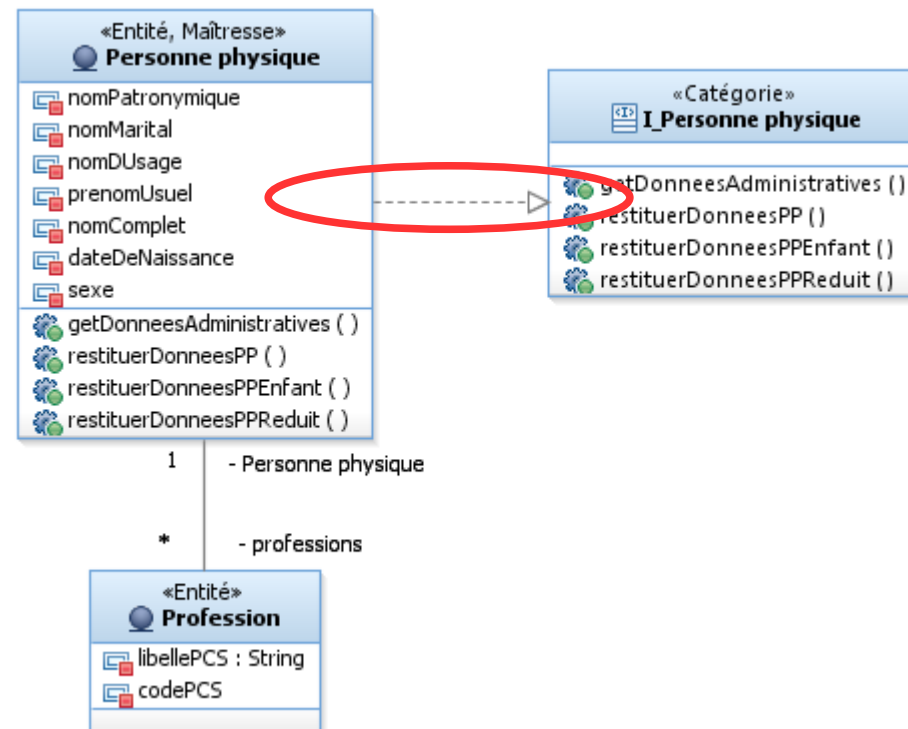 «Entité, Maîtresse»
Personne physique
nomPatronymique
nomMarital
nomDUsage
prenomUsuel
nomComplet
dateDeNaissance
sexe
getDonneesAdministratives ( )
restituerDonneesPP ( )
restituerDonneesPPEnfant ( )
restituerDonneesPPReduit ( )
«Catégorie»
<I>
I_Personne physique
getDonneesAdministratives ( )
restituerDonneesPP ( )
restituerDonneesPPEnfant ( )
restituerDonneesPPReduit ( )
1
- Personne physique
*
- professions
«Entité»
Profession
libellePCS : String
codePCS